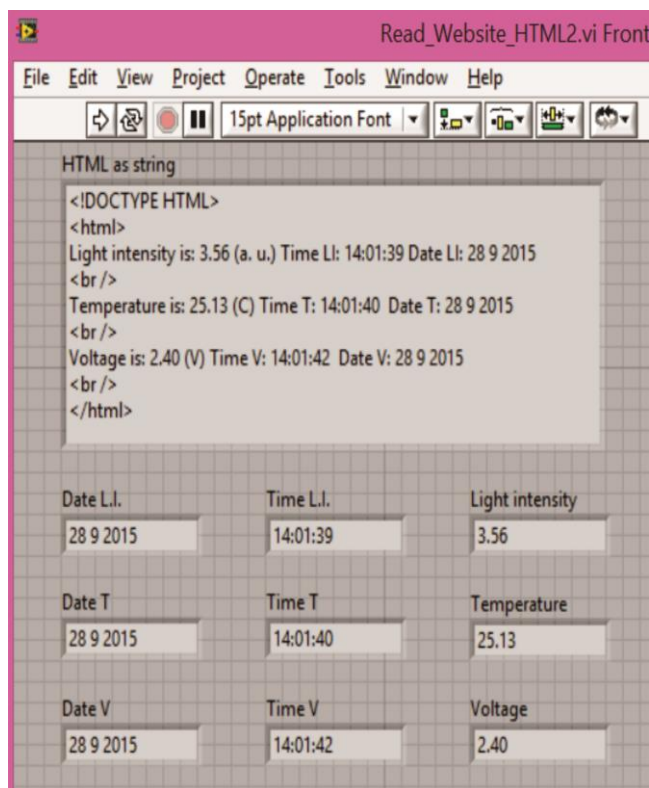 Read_Website_HTML2.vi Front
File Edit View Project Operate Tools Window Help
15pt Application Font
HTML as string
<!DOCTYPE HTML>
<html>
Light intensity is: 3.56 (a. u.) Time LI: 14:01:39 Date LI: 28 9 2015
<br />
Temperature is: 25.13 (C) Time T: 14:01:40  Date T: 28 9 2015
<br />
Voltage is: 2.40 (V) Time V: 14:01:42  Date V: 28 9 2015
<br />
</html>
Date L.I. Time L.I. Light intensity
28 9 2015 14:01:39 3.56
Date T Time T Temperature
28 9 2015 14:01:40 25.13
Date V Time V Voltage
28 9 2015 14:01:42 2.40